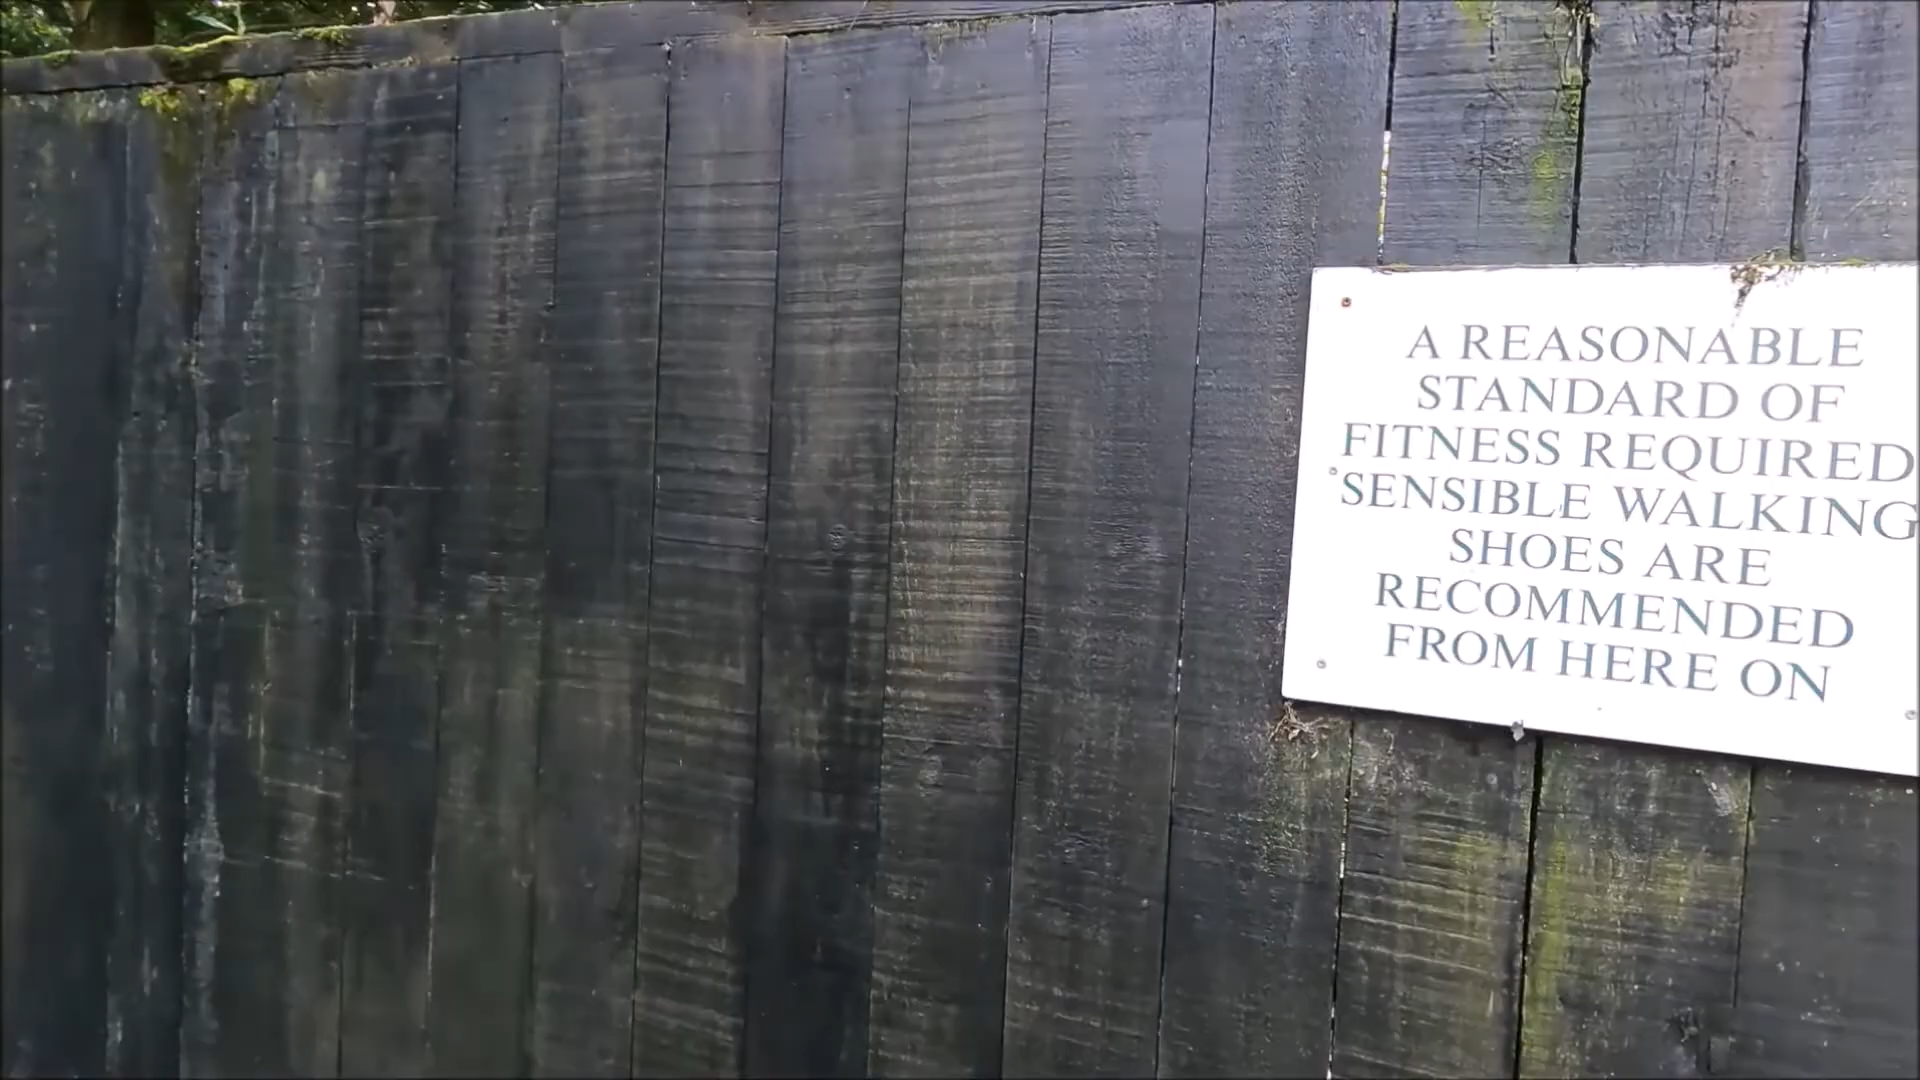 A REASONABLE
STANDARD OF
FITNESS REQUIRED
SENSIBLE WALKING
SHOES ARE
RECOMMENDED
FROM HERE ON